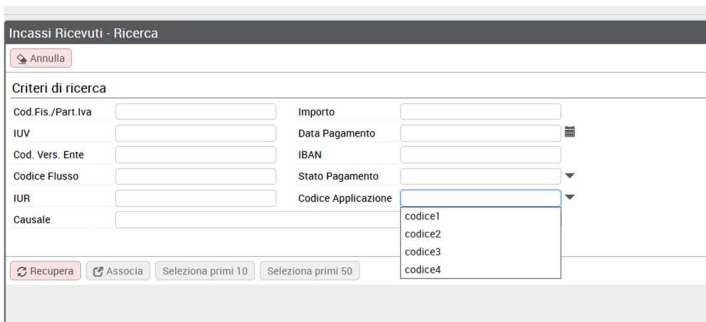 Incassi Ricevuti - Ricerca
Annulla
Criteri di ricerca
Cod.Fis./Part.Iva Importo
IUV Data Pagamento
Cod. Vers. Ente IBAN
Codice Flusso Stato Pagamento
IUR Codice Applicazione
Causale codice1
codice2
codice3
Recupera Associa Seleziona primi 10 Seleziona primi 50 codice4